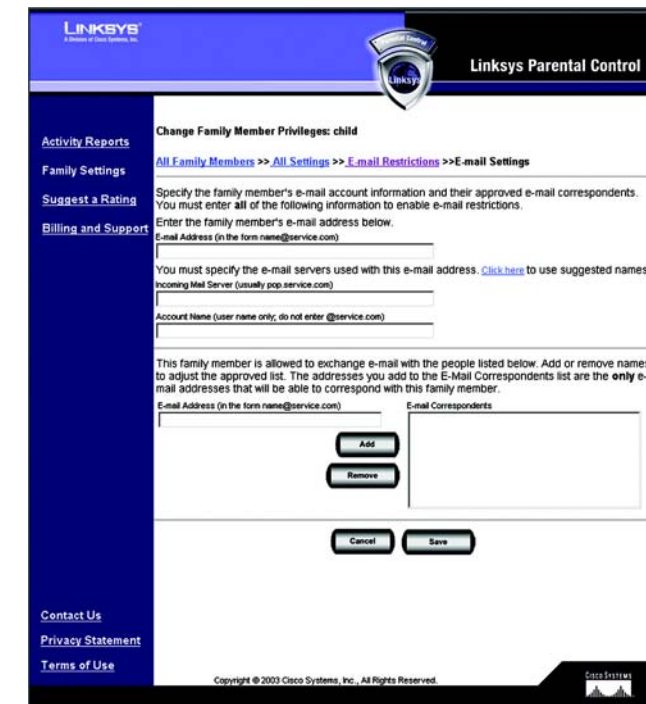 LINKSYS®
A Division of Cisco Systems, Inc.
Parental Control
Linksys
Linksys Parental Control
Activity Reports
Family Settings
Suggest a Rating
Billing and Support
Change Family Member Privileges: child
All Family Members >> All Settings >> E-mail Restrictions >>E-mail Settings
Specify the family member's e-mail account information and their approved e-mail correspondents.
You must enter all of the following information to enable e-mail restrictions.
Enter the family member's e-mail address below.
E-mail Address (in the form name@service.com)
You must specify the e-mail servers used with this e-mail address. Click here to use suggested names
Incoming Mail Server (usually pop.service.com)
Account Name (user name only; do not enter @service.com)
This family member is allowed to exchange e-mail with the people listed below. Add or remove names
to adjust the approved list. The addresses you add to the E-Mail Correspondents list are the only e-
mail addresses that will be able to correspond with this family member.
E-mail Address (in the form name@service.com)
E-mail Correspondents
Add
Remove
Cancel
Save
Contact Us
Privacy Statement
Terms of Use
Copyright © 2003 Cisco Systems, Inc., All Rights Reserved.
CISCO SYSTEMS